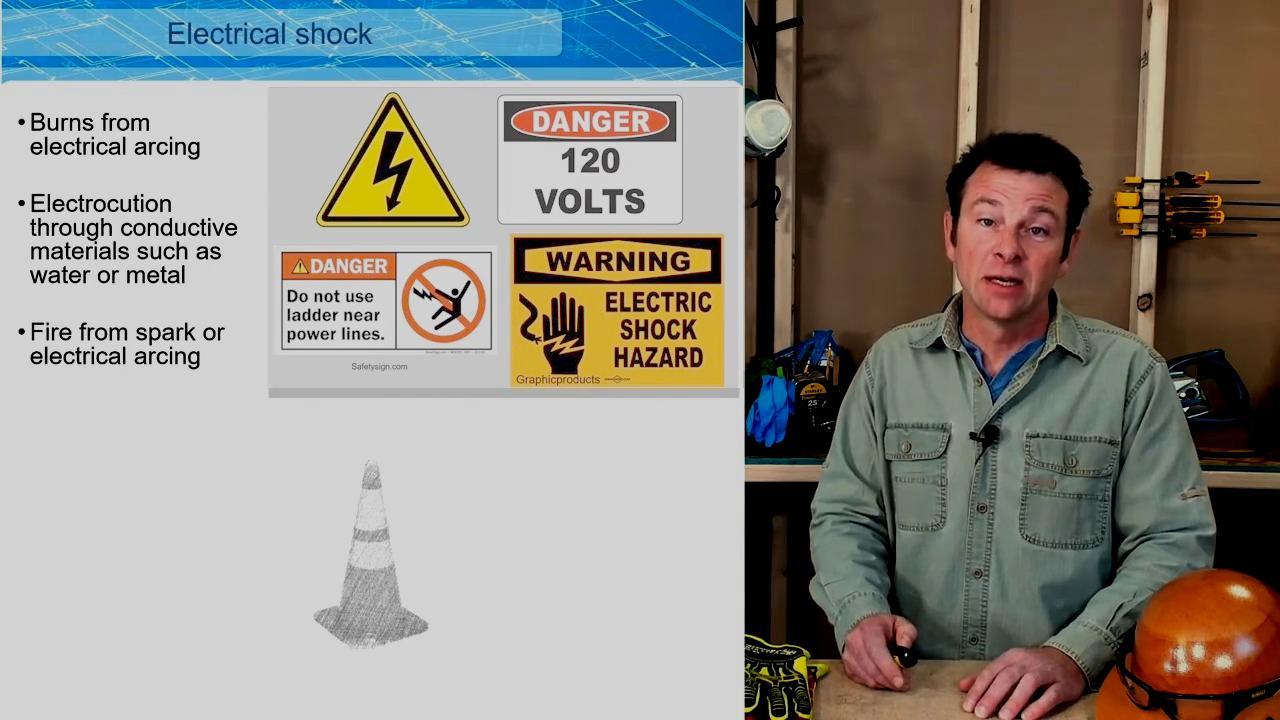 Electrical shock
•Burns from
electrical arcing
•Electrocution
through conductive
materials such as
water or metal
•Fire from spark or
electrical arcing
DANGER
120
VOLTS
DANGER
Do not use
ladder near
power lines.
Safetysign.com
WARNING
ELECTRIC
SHOCK
HAZARD
Graphicproducts
STANLEY
25'